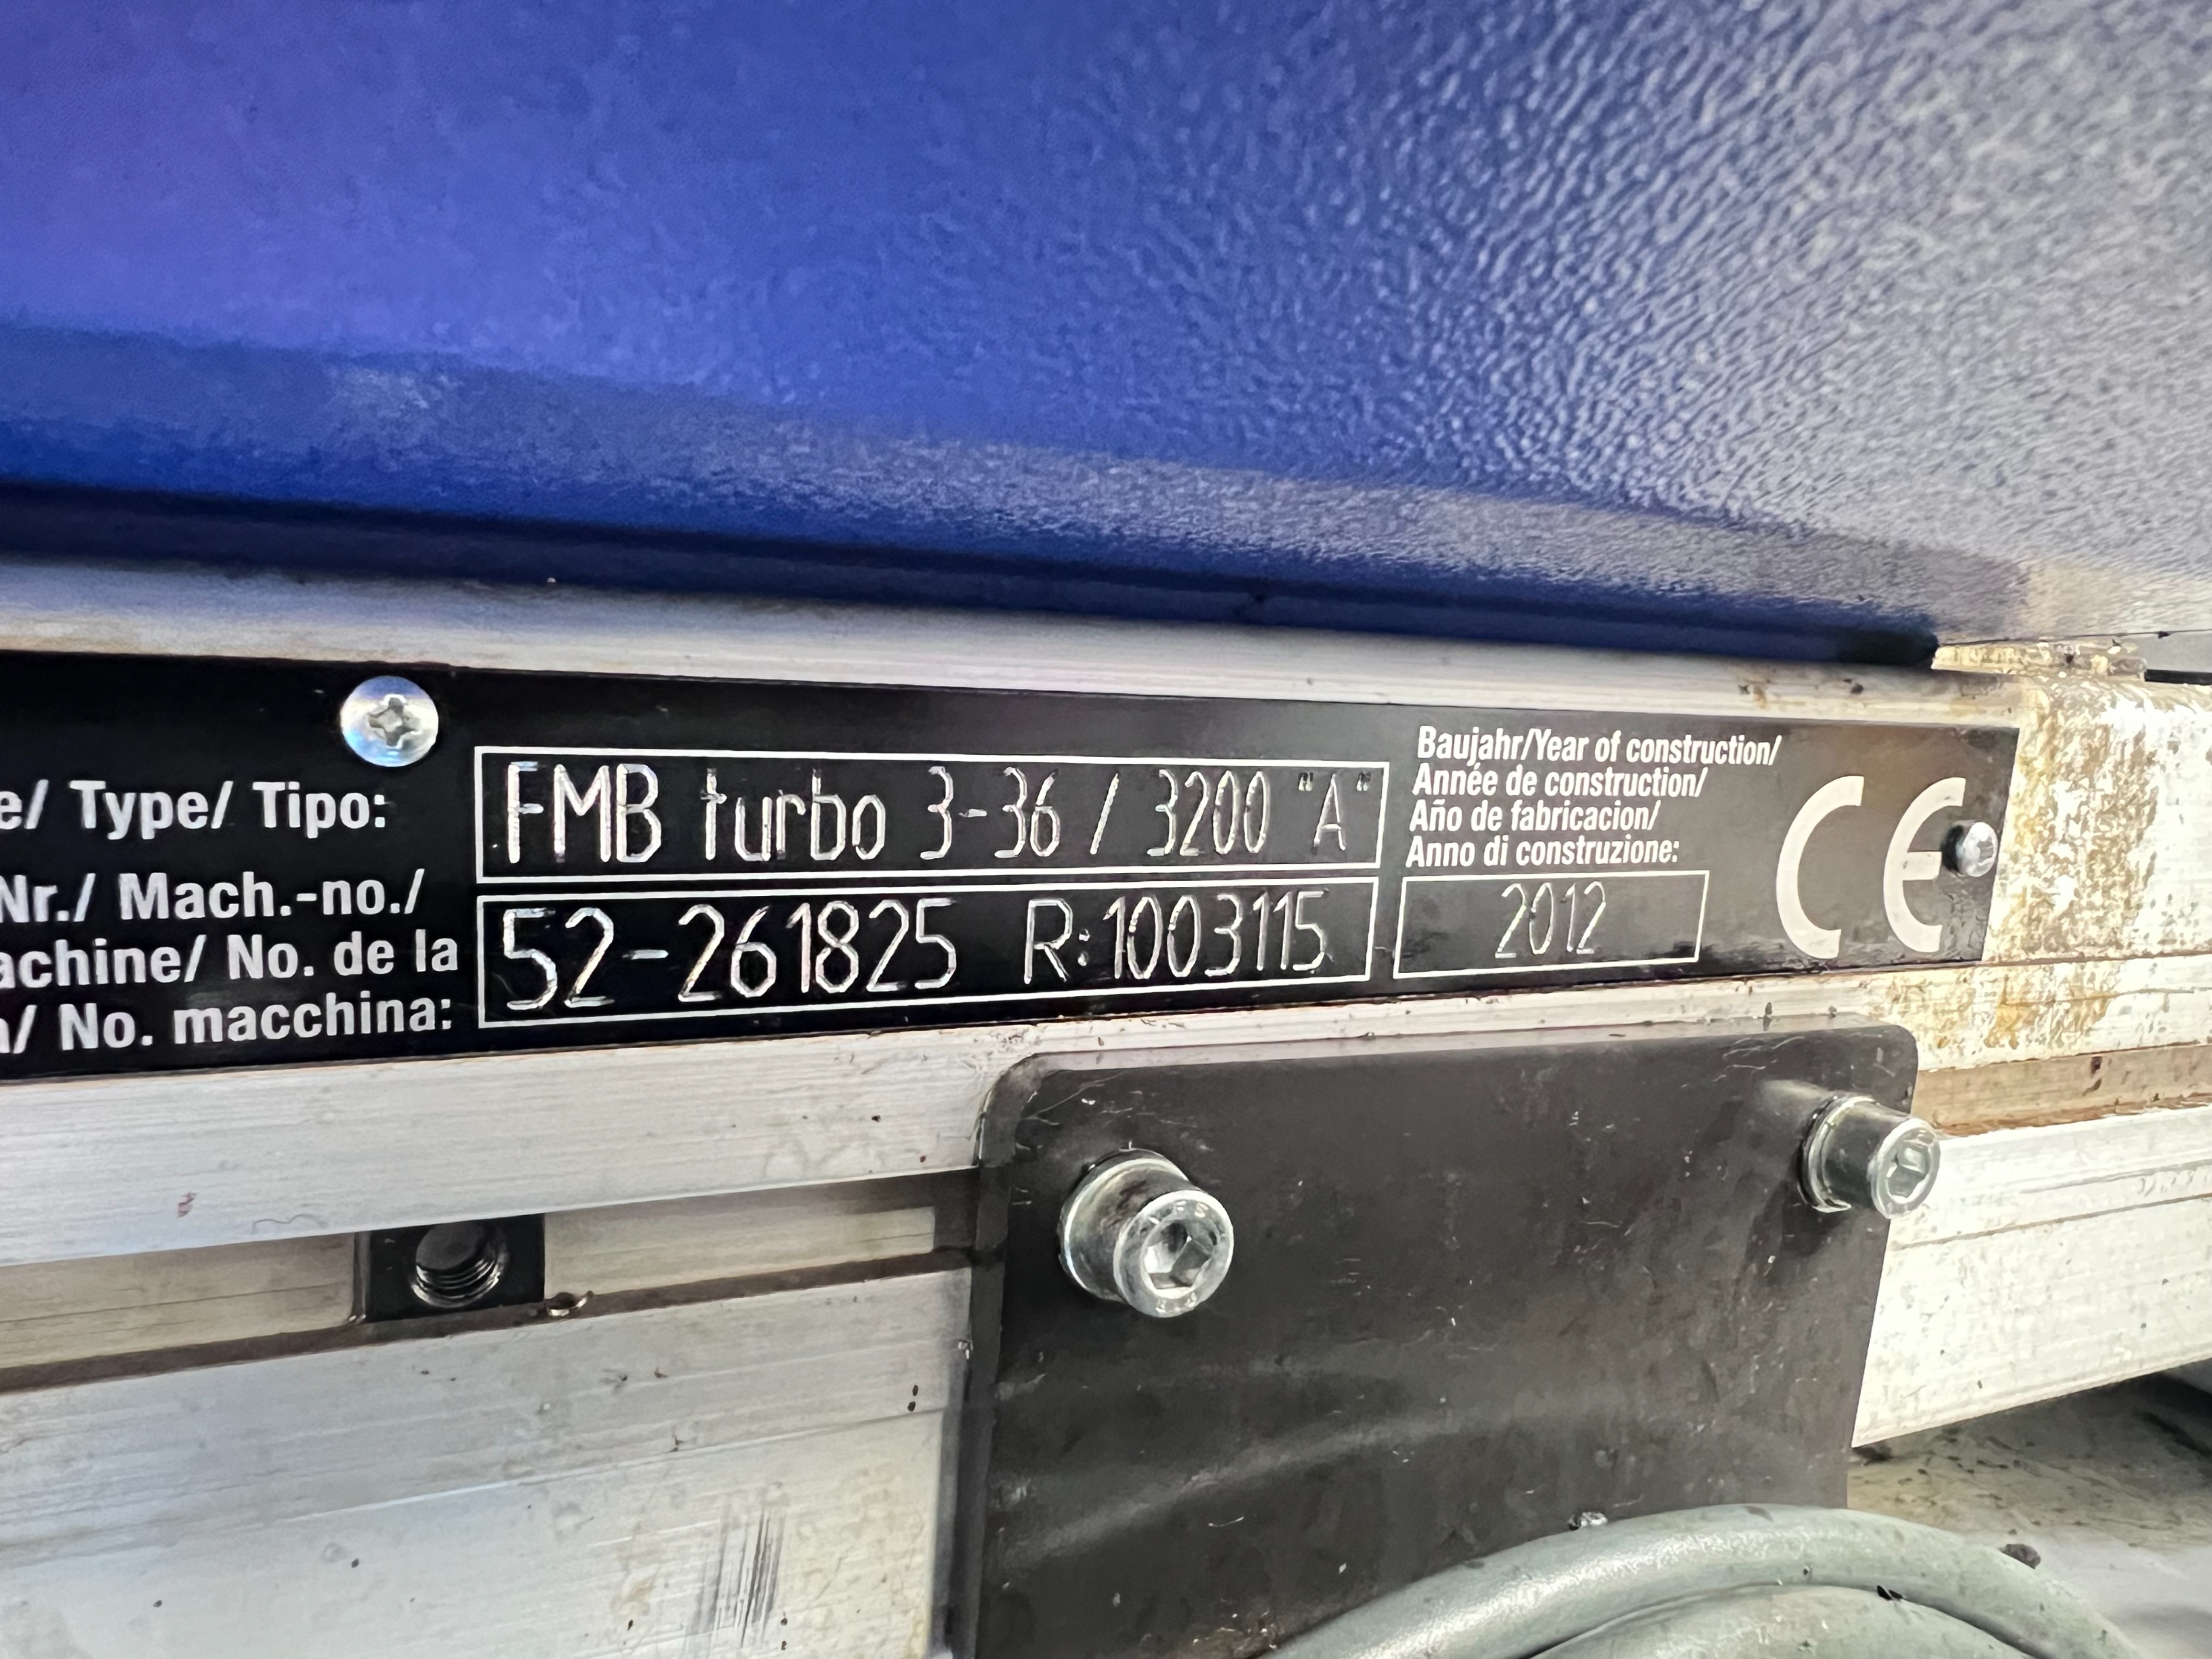 e/ Type/ Tipo:
FMB turbo 3-36 / 3200 "A"
Nr./ Mach.-no./
achine/ No. de la
a/ No. macchina:
52-261825 R:1003115
Baujahr/Year of construction/
Année de construction/
Año de fabricacion/
Anno di construzione:
2012
CE